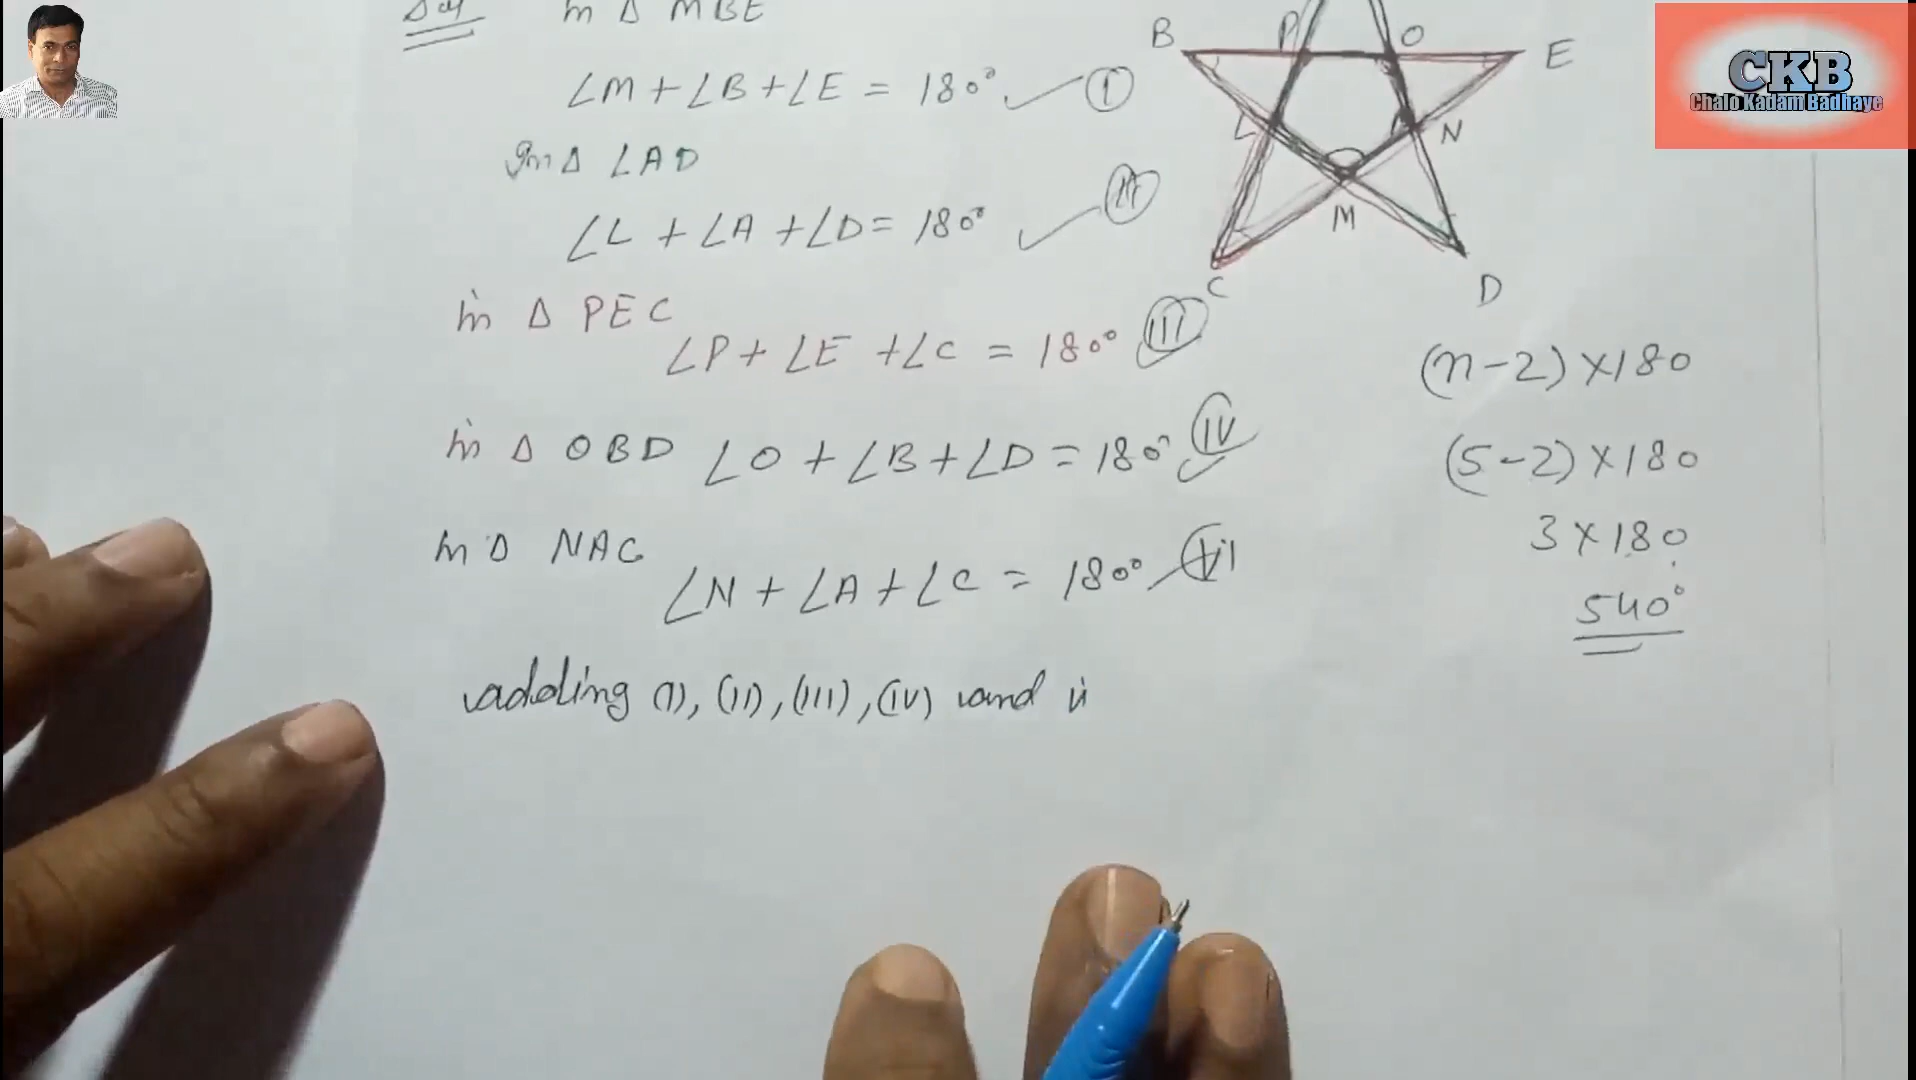 Sol In Δ MBE
∠M + ∠B + ∠E = 180° (I)
In Δ LAD
∠L + ∠A + ∠D = 180° (II)
in Δ PEC
∠P + ∠E + ∠C = 180° (III)
in Δ OBD ∠O + ∠B + ∠D = 180° (IV)
In Δ NAC
∠N + ∠A + ∠C = 180°
adding (I), (II), (III), (IV) and
B P O E
L N
M
C D
(n-2) × 180
(5-2) × 180
3 × 180
540°
CKB
Chalo Kadam Badhaye